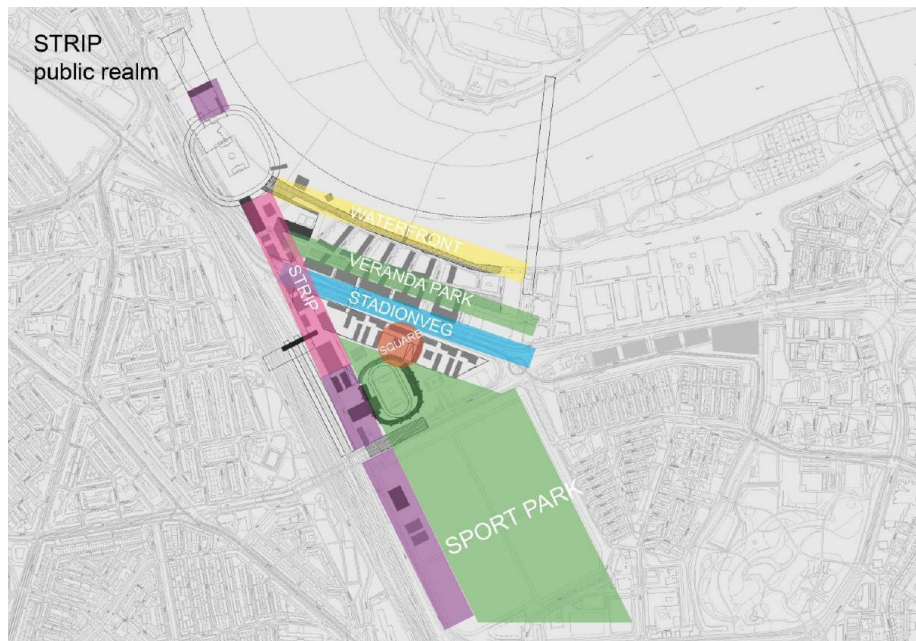 STRIP
public realm
WATERFRONT
VERANDA PARK
STADIONVEG
STRIP
SQUARE
SPORT PARK